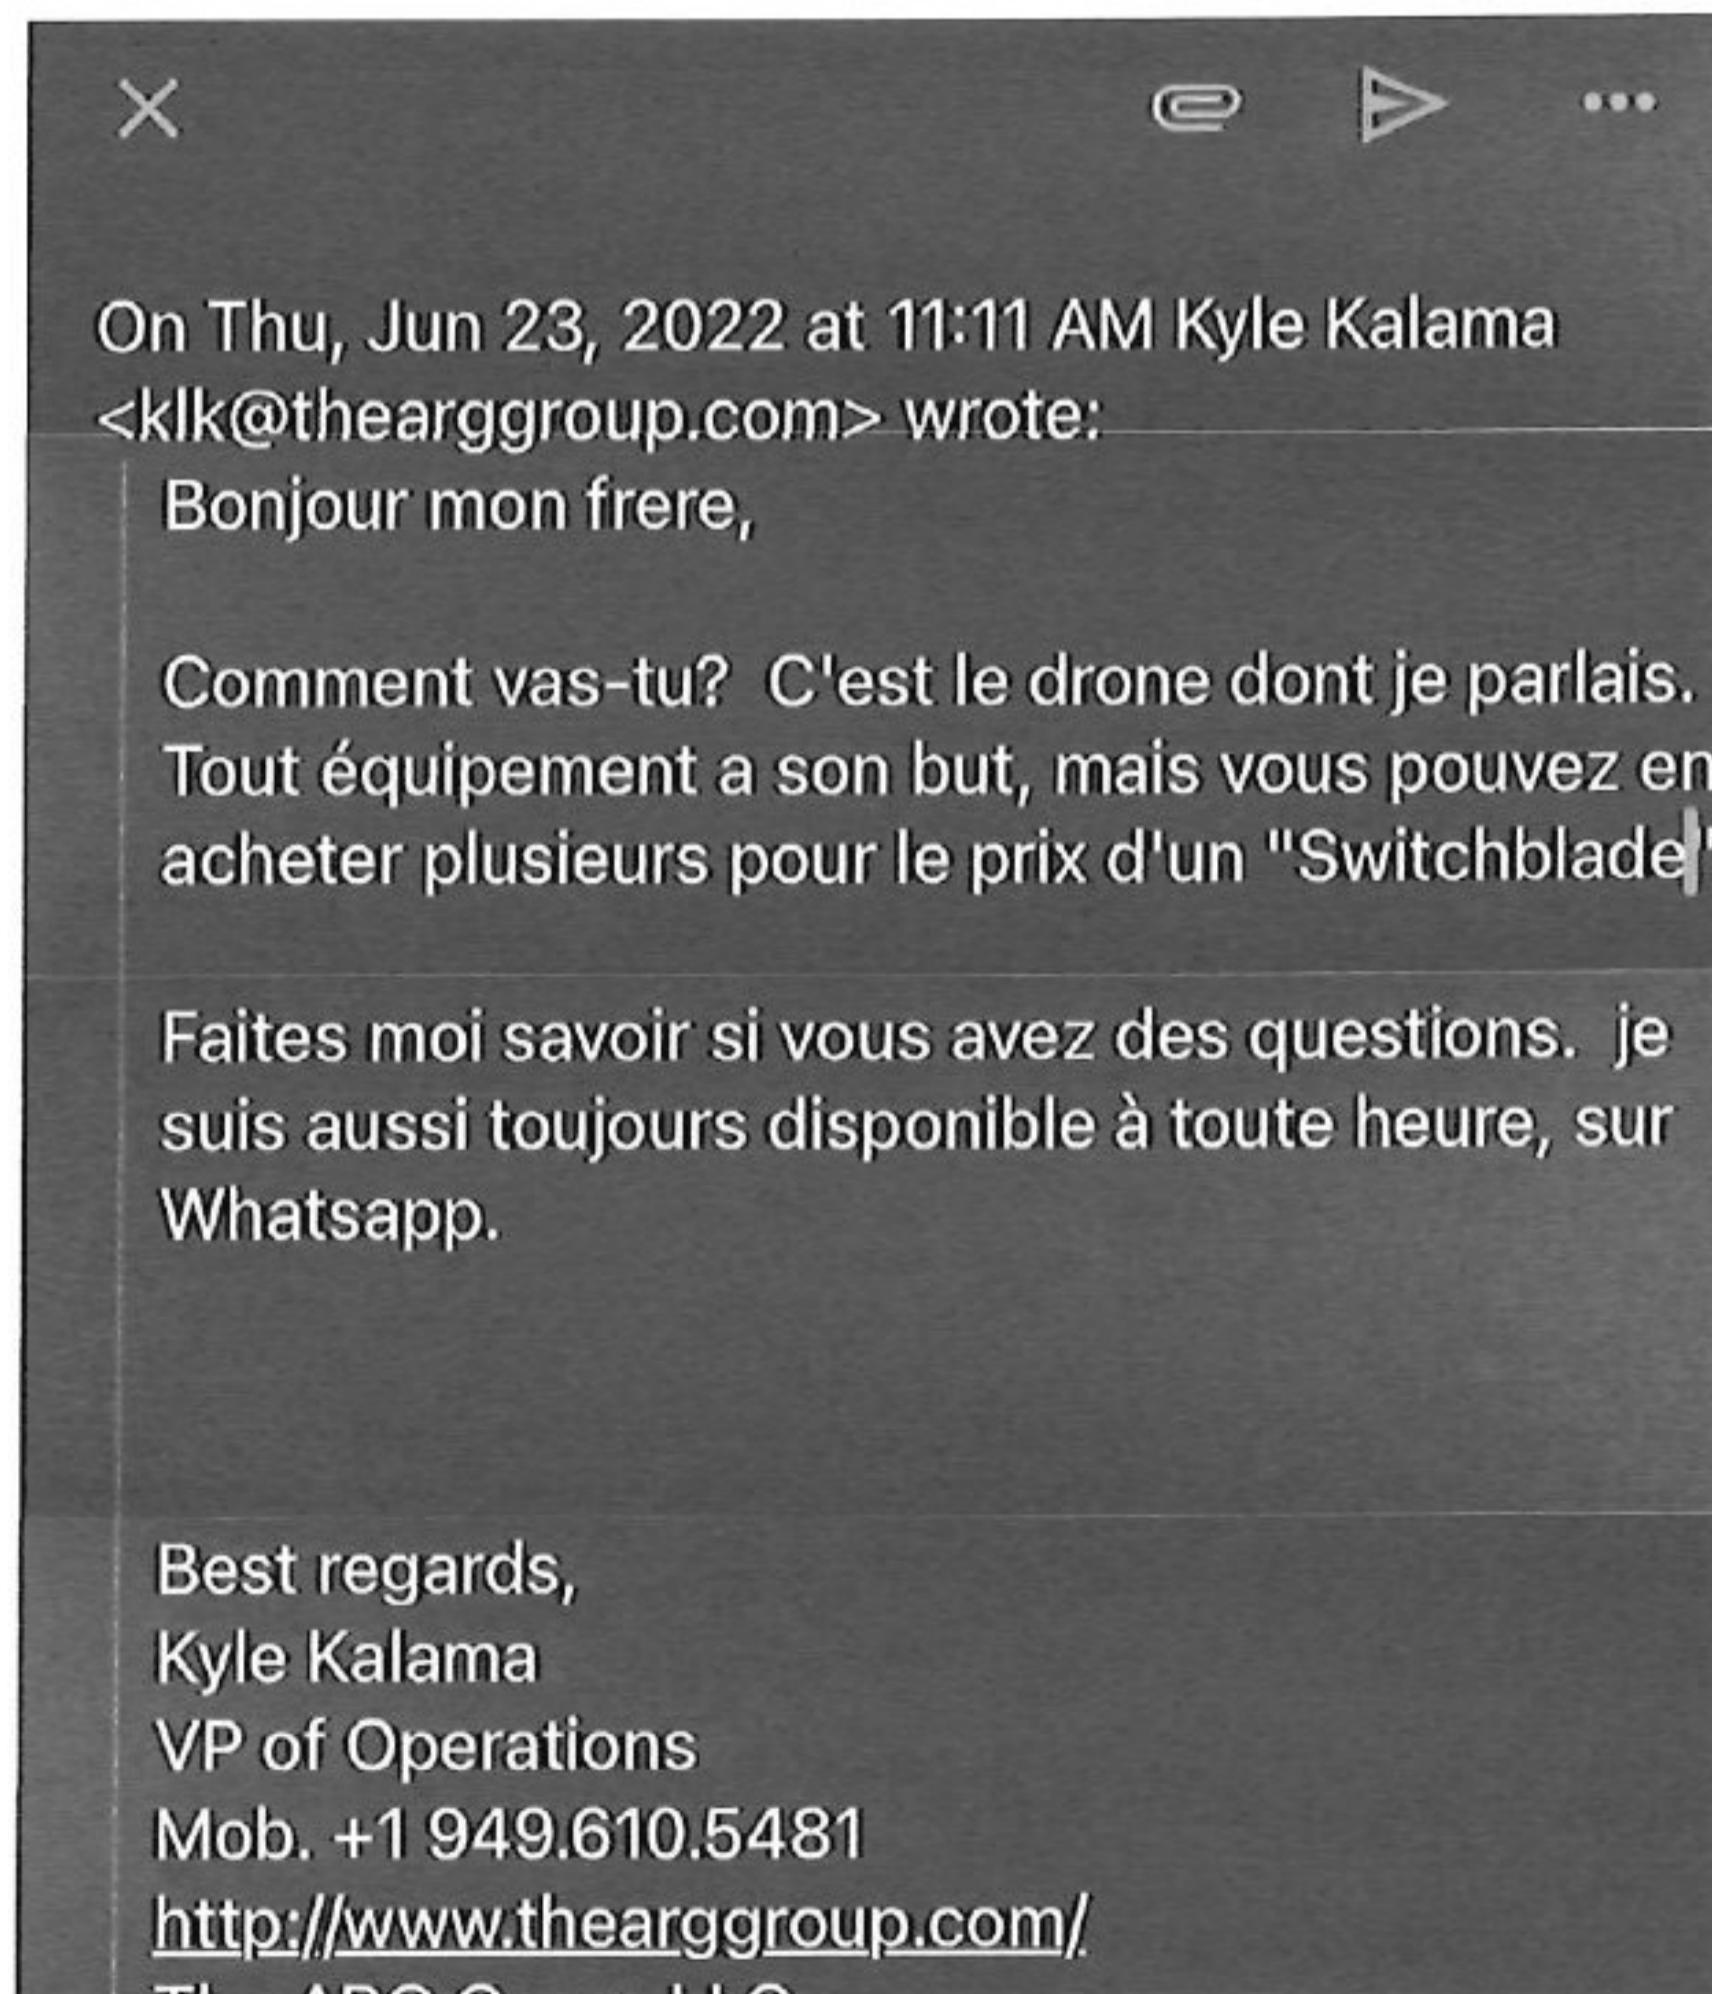 On Thu, Jun 23, 2022 at 11:11 AM Kyle Kalama
<klk@thearggroup.com> wrote:
Bonjour mon frere,
Comment vas-tu?  C'est le drone dont je parlais.
Tout équipement a son but, mais vous pouvez en
acheter plusieurs pour le prix d'un "Switchblade"
Faites moi savoir si vous avez des questions.  je
suis aussi toujours disponible à toute heure, sur
Whatsapp.
Best regards,
Kyle Kalama
VP of Operations
Mob. +1 949.610.5481
http://www.thearggroup.com/